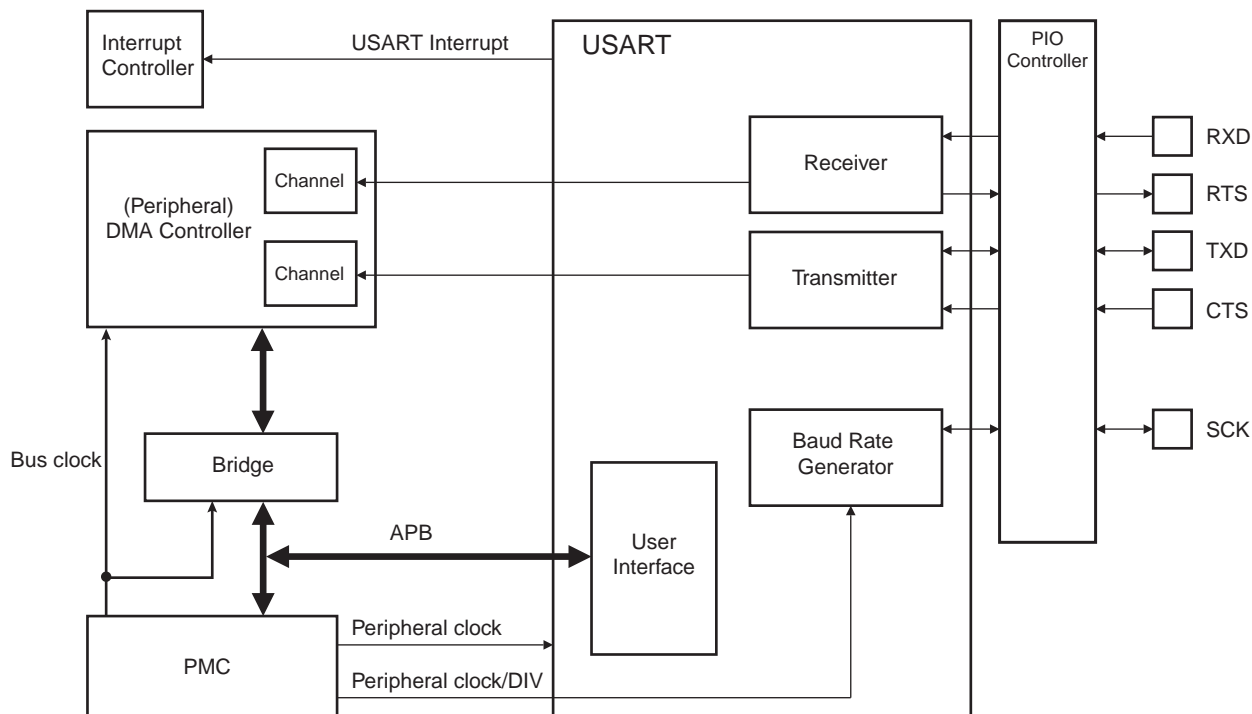 Interrupt
Controller
USART Interrupt
USART
PIO
Controller
(Peripheral)
DMA Controller
Channel
Channel
Receiver
Transmitter
RXD
RTS
TXD
CTS
Baud Rate
Generator
SCK
Bus clock
Bridge
APB
User
Interface
PMC
Peripheral clock
Peripheral clock/DIV